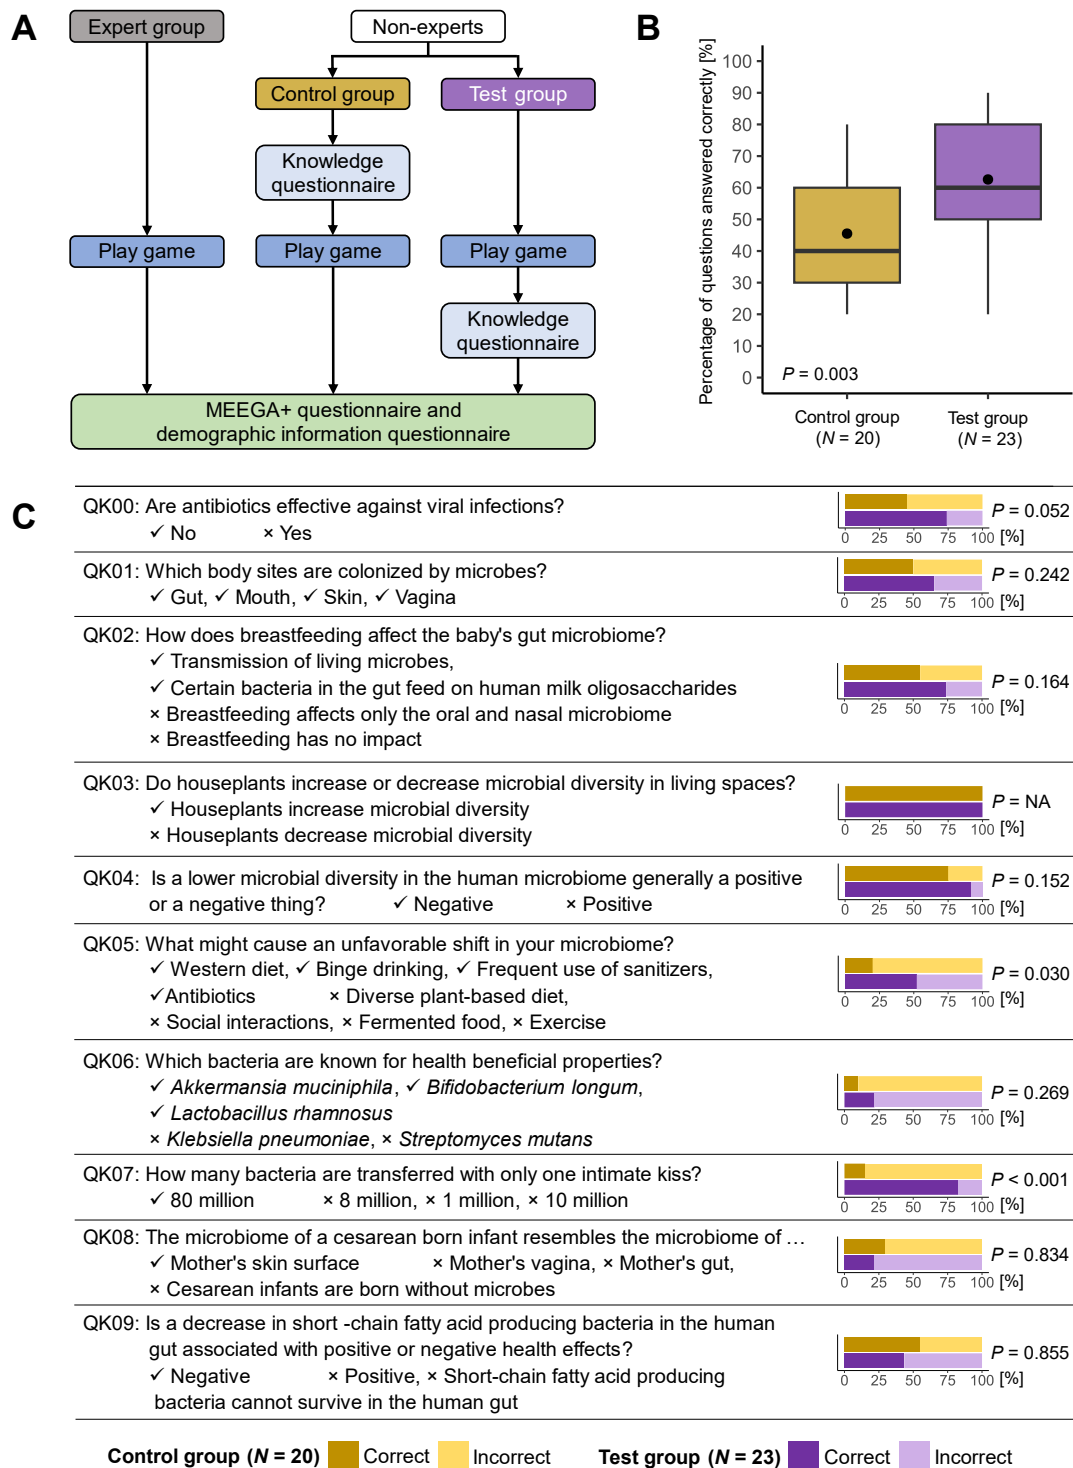 A
Expert group
Non-experts
Control group
Test group
Knowledge
questionnaire
Play game
Play game
Play game
Knowledge
questionnaire
MEEGA+ questionnaire and
demographic information questionnaire
B
Percentage of questions answered correctly [%]
100
90
80
70
60
50
40
30
20
10
0
P = 0.003
Control group
(N = 20)
Test group
(N = 23)
C
QK00: Are antibiotics effective against viral infections?
✓ No × Yes
0 25 50 75 100 [%]
P = 0.052
QK01: Which body sites are colonized by microbes?
✓ Gut, ✓ Mouth, ✓ Skin, ✓ Vagina
0 25 50 75 100 [%]
P = 0.242
QK02: How does breastfeeding affect the baby's gut microbiome?
✓ Transmission of living microbes,
✓ Certain bacteria in the gut feed on human milk oligosaccharides
× Breastfeeding affects only the oral and nasal microbiome
× Breastfeeding has no impact
0 25 50 75 100 [%]
P = 0.164
QK03: Do houseplants increase or decrease microbial diversity in living spaces?
✓ Houseplants increase microbial diversity
× Houseplants decrease microbial diversity
0 25 50 75 100 [%]
P = NA
QK04: Is a lower microbial diversity in the human microbiome generally a positive
or a negative thing? ✓ Negative × Positive
0 25 50 75 100 [%]
P = 0.152
QK05: What might cause an unfavorable shift in your microbiome?
✓ Western diet, ✓ Binge drinking, ✓ Frequent use of sanitizers,
✓Antibiotics × Diverse plant-based diet,
× Social interactions, × Fermented food, × Exercise
0 25 50 75 100 [%]
P = 0.030
QK06: Which bacteria are known for health beneficial properties?
✓ Akkermansia muciniphila, ✓ Bifidobacterium longum,
✓ Lactobacillus rhamnosus
× Klebsiella pneumoniae, × Streptomyces mutans
0 25 50 75 100 [%]
P = 0.269
QK07: How many bacteria are transferred with only one intimate kiss?
✓ 80 million × 8 million, × 1 million, × 10 million
0 25 50 75 100 [%]
P < 0.001
QK08: The microbiome of a cesarean born infant resembles the microbiome of …
✓ Mother's skin surface × Mother's vagina, × Mother's gut,
× Cesarean infants are born without microbes
0 25 50 75 100 [%]
P = 0.834
QK09: Is a decrease in short -chain fatty acid producing bacteria in the human
gut associated with positive or negative health effects?
✓ Negative × Positive, × Short-chain fatty acid producing
bacteria cannot survive in the human gut
0 25 50 75 100 [%]
P = 0.855
Control group (N = 20) Correct Incorrect Test group (N = 23) Correct Incorrect